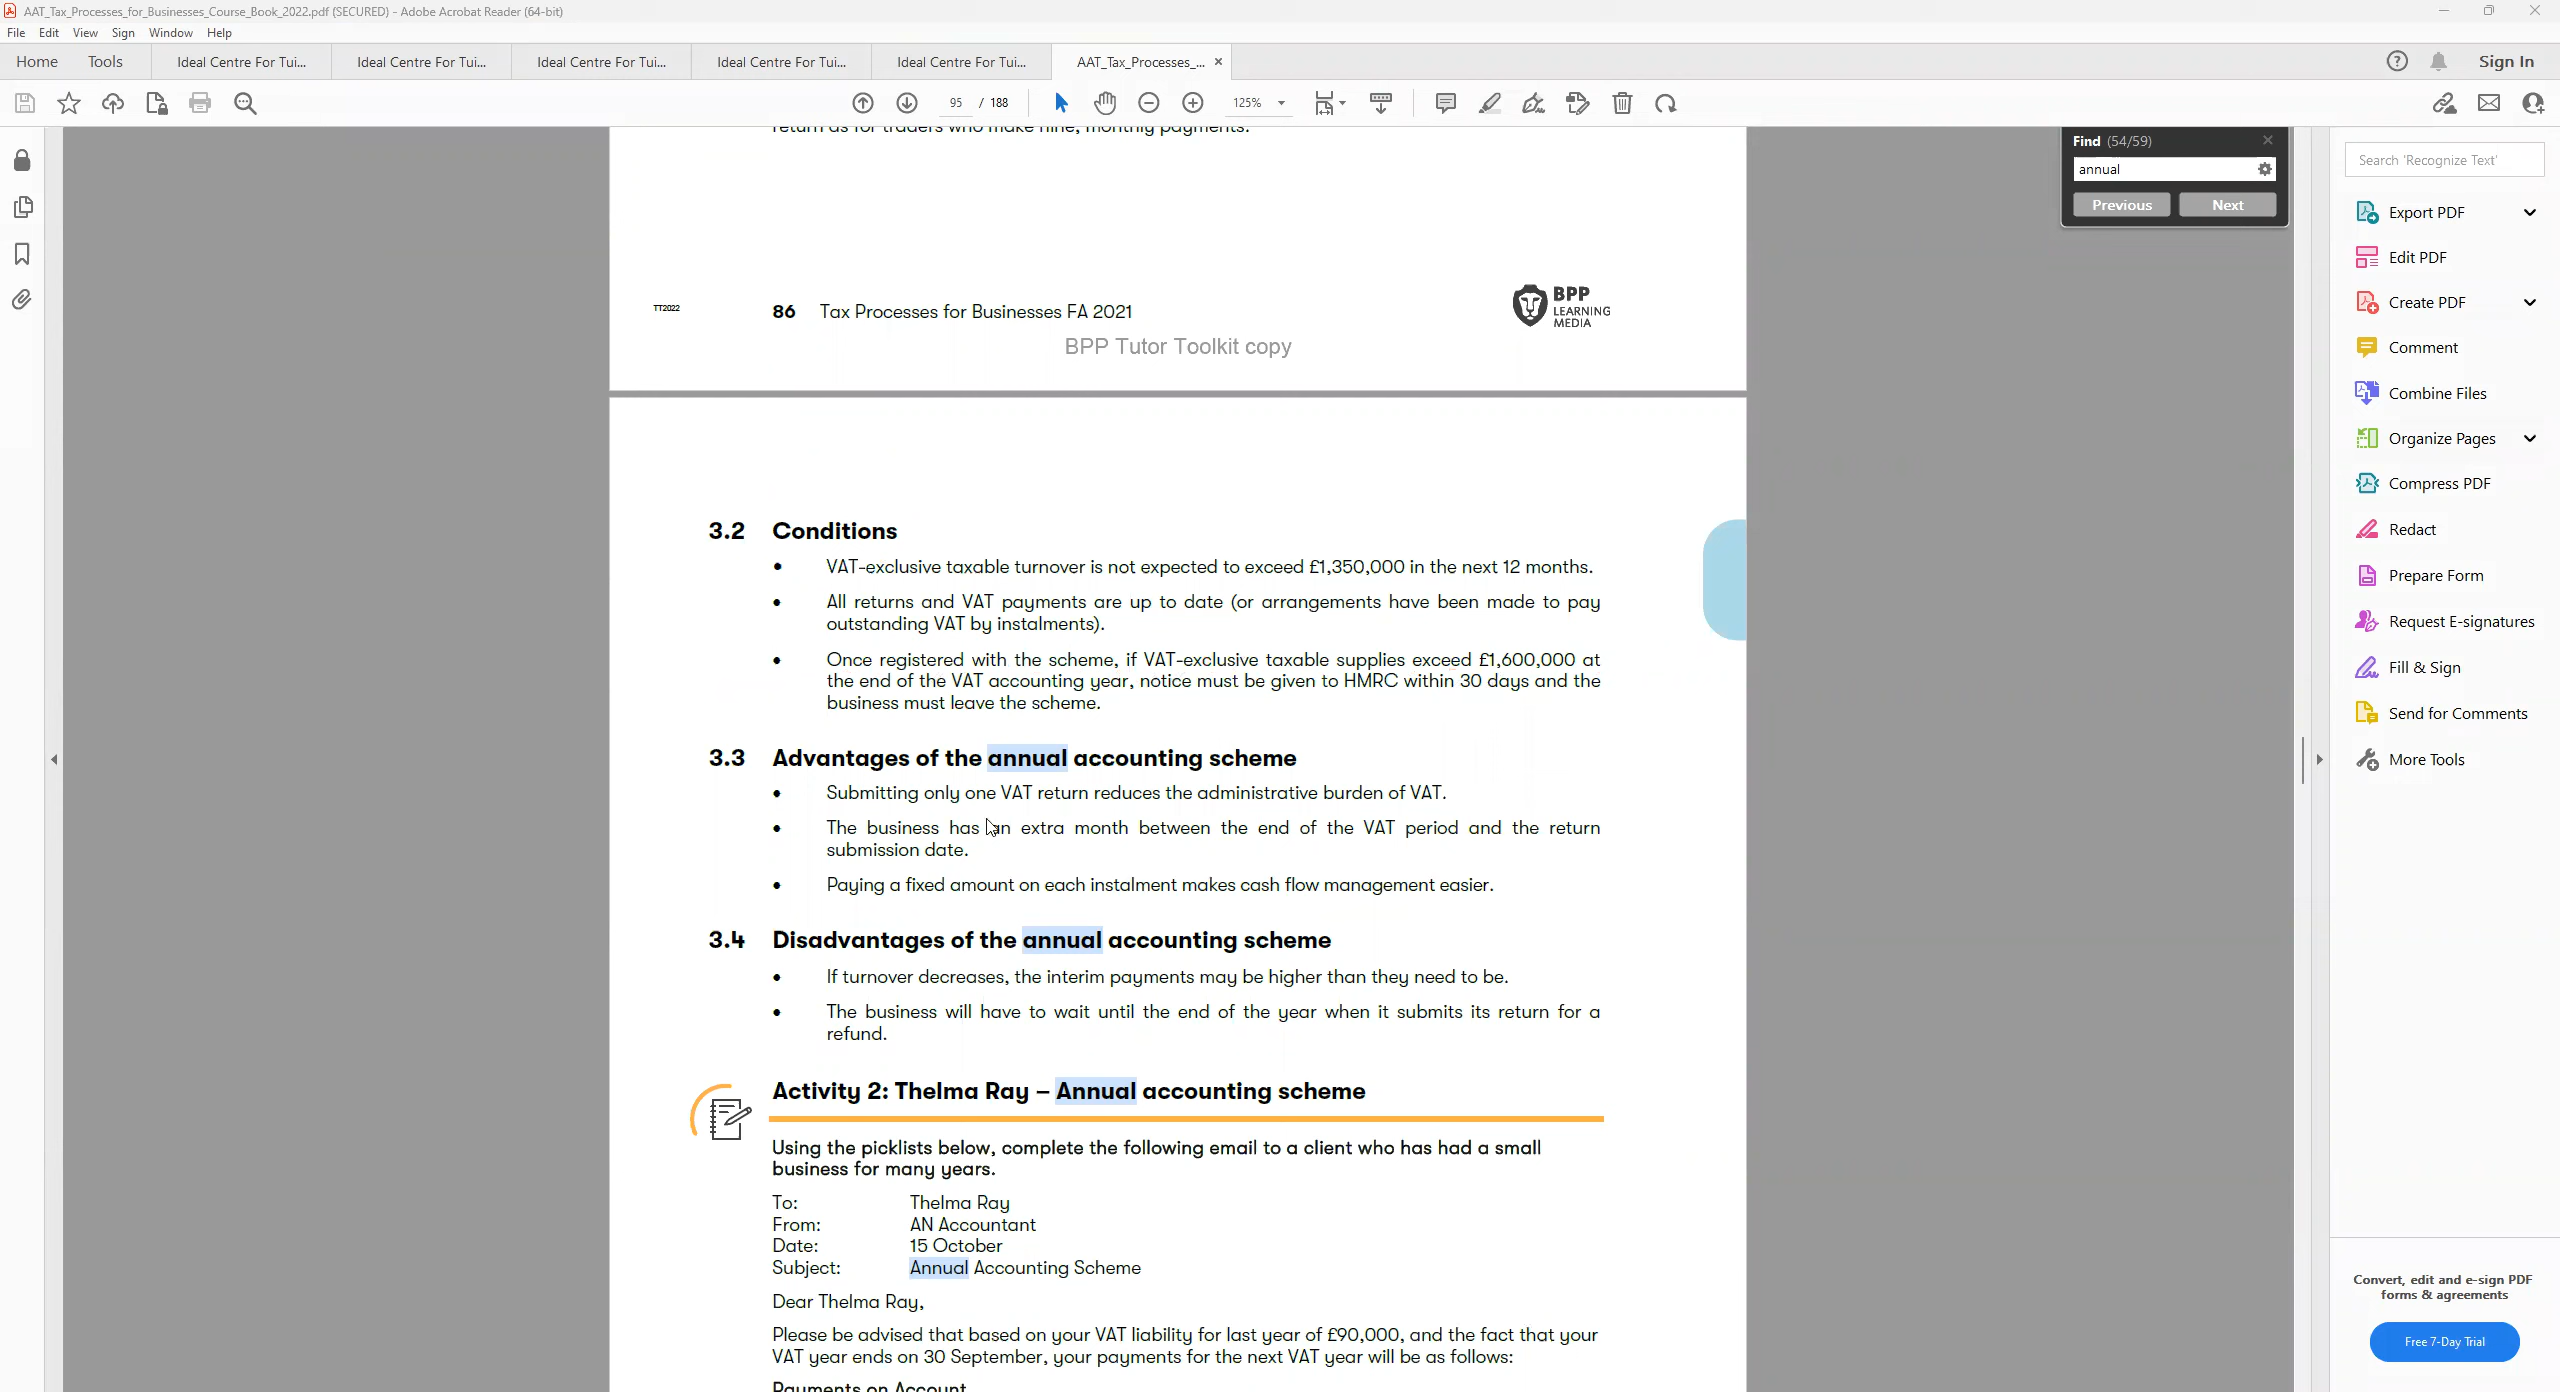 AAT_Tax_Processes_for_Businesses_Course_Book_2022.pdf (SECURED) - Adobe Acrobat Reader (64-bit)
File Edit View Sign Window Help
Home Tools Ideal Centre For Tui... Ideal Centre For Tui... Ideal Centre For Tui... Ideal Centre For Tui... Ideal Centre For Tui... AAT_Tax_Processes_... × Sign In
95 / 188 125%
return as for traders who make nine, monthly payments.
Find (54/59)
annual
Previous Next
TT2022 86 Tax Processes for Businesses FA 2021
BPP
LEARNING
MEDIA
BPP Tutor Toolkit copy
3.2 Conditions
• VAT-exclusive taxable turnover is not expected to exceed £1,350,000 in the next 12 months.
• All returns and VAT payments are up to date (or arrangements have been made to pay
outstanding VAT by instalments).
• Once registered with the scheme, if VAT-exclusive taxable supplies exceed £1,600,000 at
the end of the VAT accounting year, notice must be given to HMRC within 30 days and the
business must leave the scheme.
3.3 Advantages of the annual accounting scheme
• Submitting only one VAT return reduces the administrative burden of VAT.
• The business has an extra month between the end of the VAT period and the return
submission date.
• Paying a fixed amount on each instalment makes cash flow management easier.
3.4 Disadvantages of the annual accounting scheme
• If turnover decreases, the interim payments may be higher than they need to be.
• The business will have to wait until the end of the year when it submits its return for a
refund.
Activity 2: Thelma Ray – Annual accounting scheme
Using the picklists below, complete the following email to a client who has had a small
business for many years.
To: Thelma Ray
From: AN Accountant
Date: 15 October
Subject: Annual Accounting Scheme
Dear Thelma Ray,
Please be advised that based on your VAT liability for last year of £90,000, and the fact that your
VAT year ends on 30 September, your payments for the next VAT year will be as follows:
Payments on Account
Search 'Recognize Text'
Export PDF
Edit PDF
Create PDF
Comment
Combine Files
Organize Pages
Compress PDF
Redact
Prepare Form
Request E-signatures
Fill & Sign
Send for Comments
More Tools
Convert, edit and e-sign PDF
forms & agreements
Free 7-Day Trial